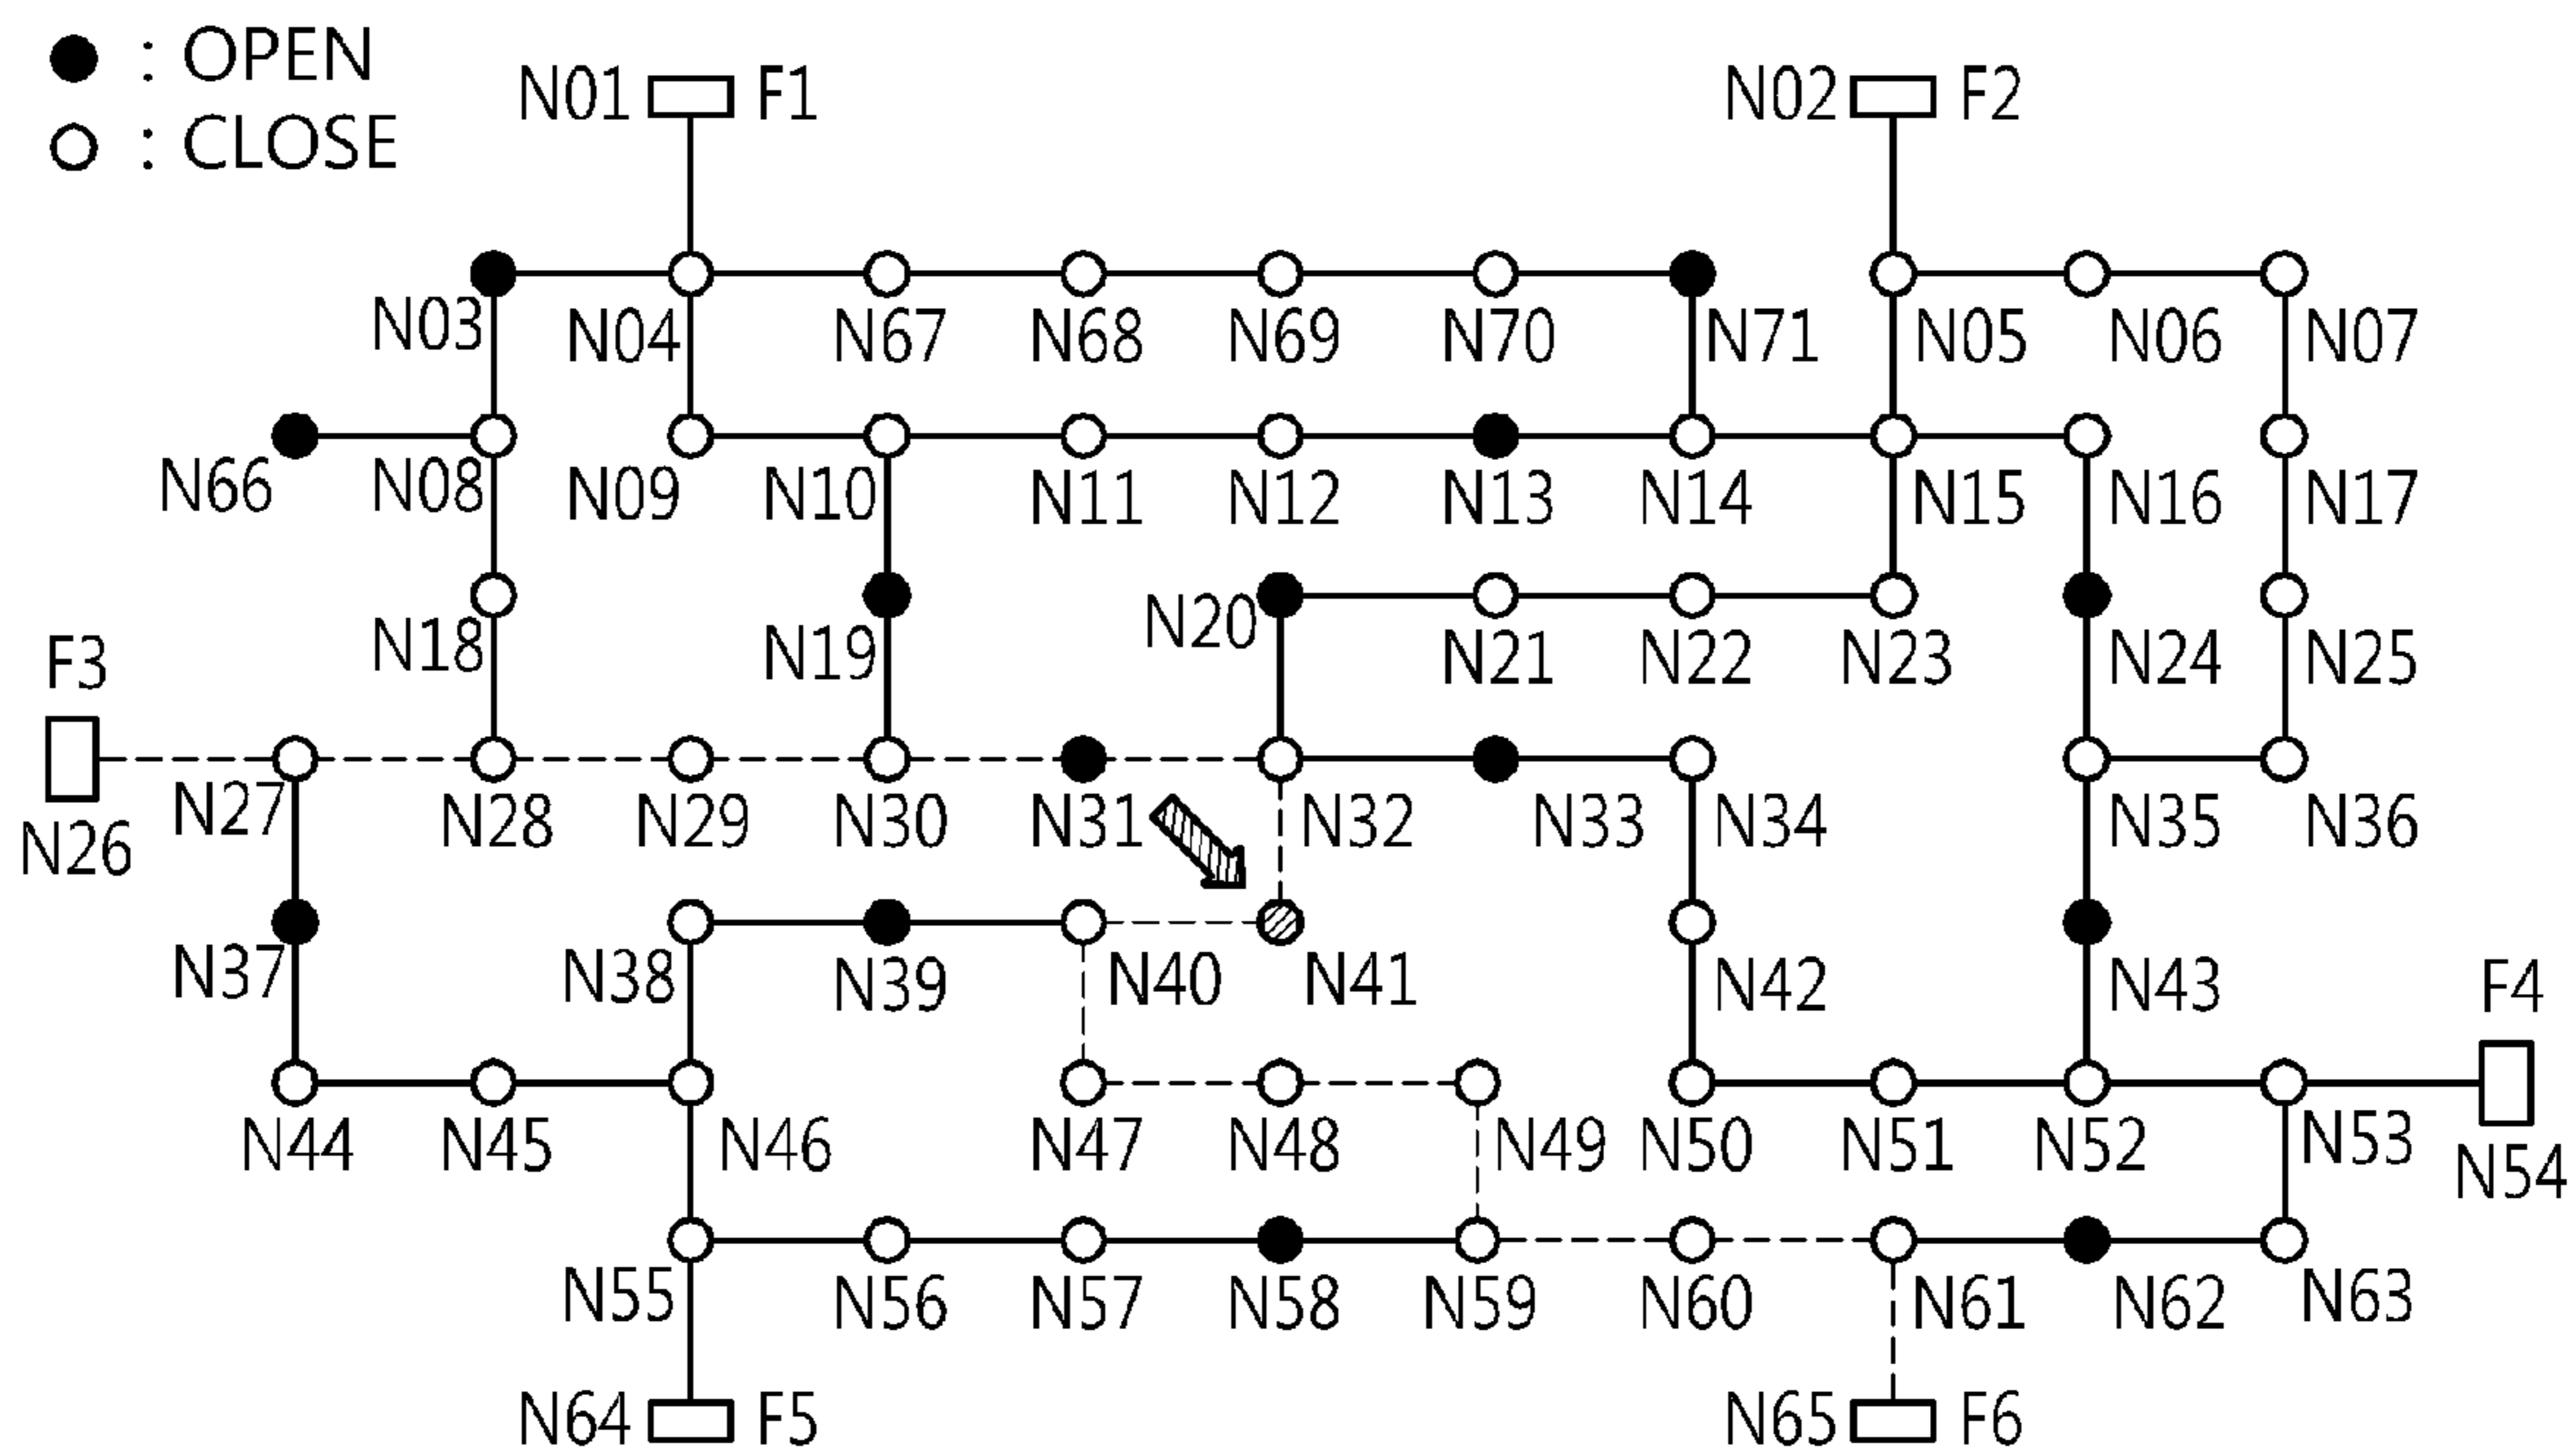 ● : OPEN
○ : CLOSE
N01 F1
N02 F2
N03 N04 N67 N68 N69 N70 N71 N05 N06 N07
N66 N08 N09 N10 N11 N12 N13 N14 N15 N16 N17
N18 N19 N20 N21 N22 N23 N24 N25
F3
N26 N27 N28 N29 N30 N31 N32 N33 N34 N35 N36
N37 N38 N39 N40 N41 N42 N43 F4
N44 N45 N46 N47 N48 N49 N50 N51 N52 N53 N54
N55 N56 N57 N58 N59 N60 N61 N62 N63
N64 F5
N65 F6